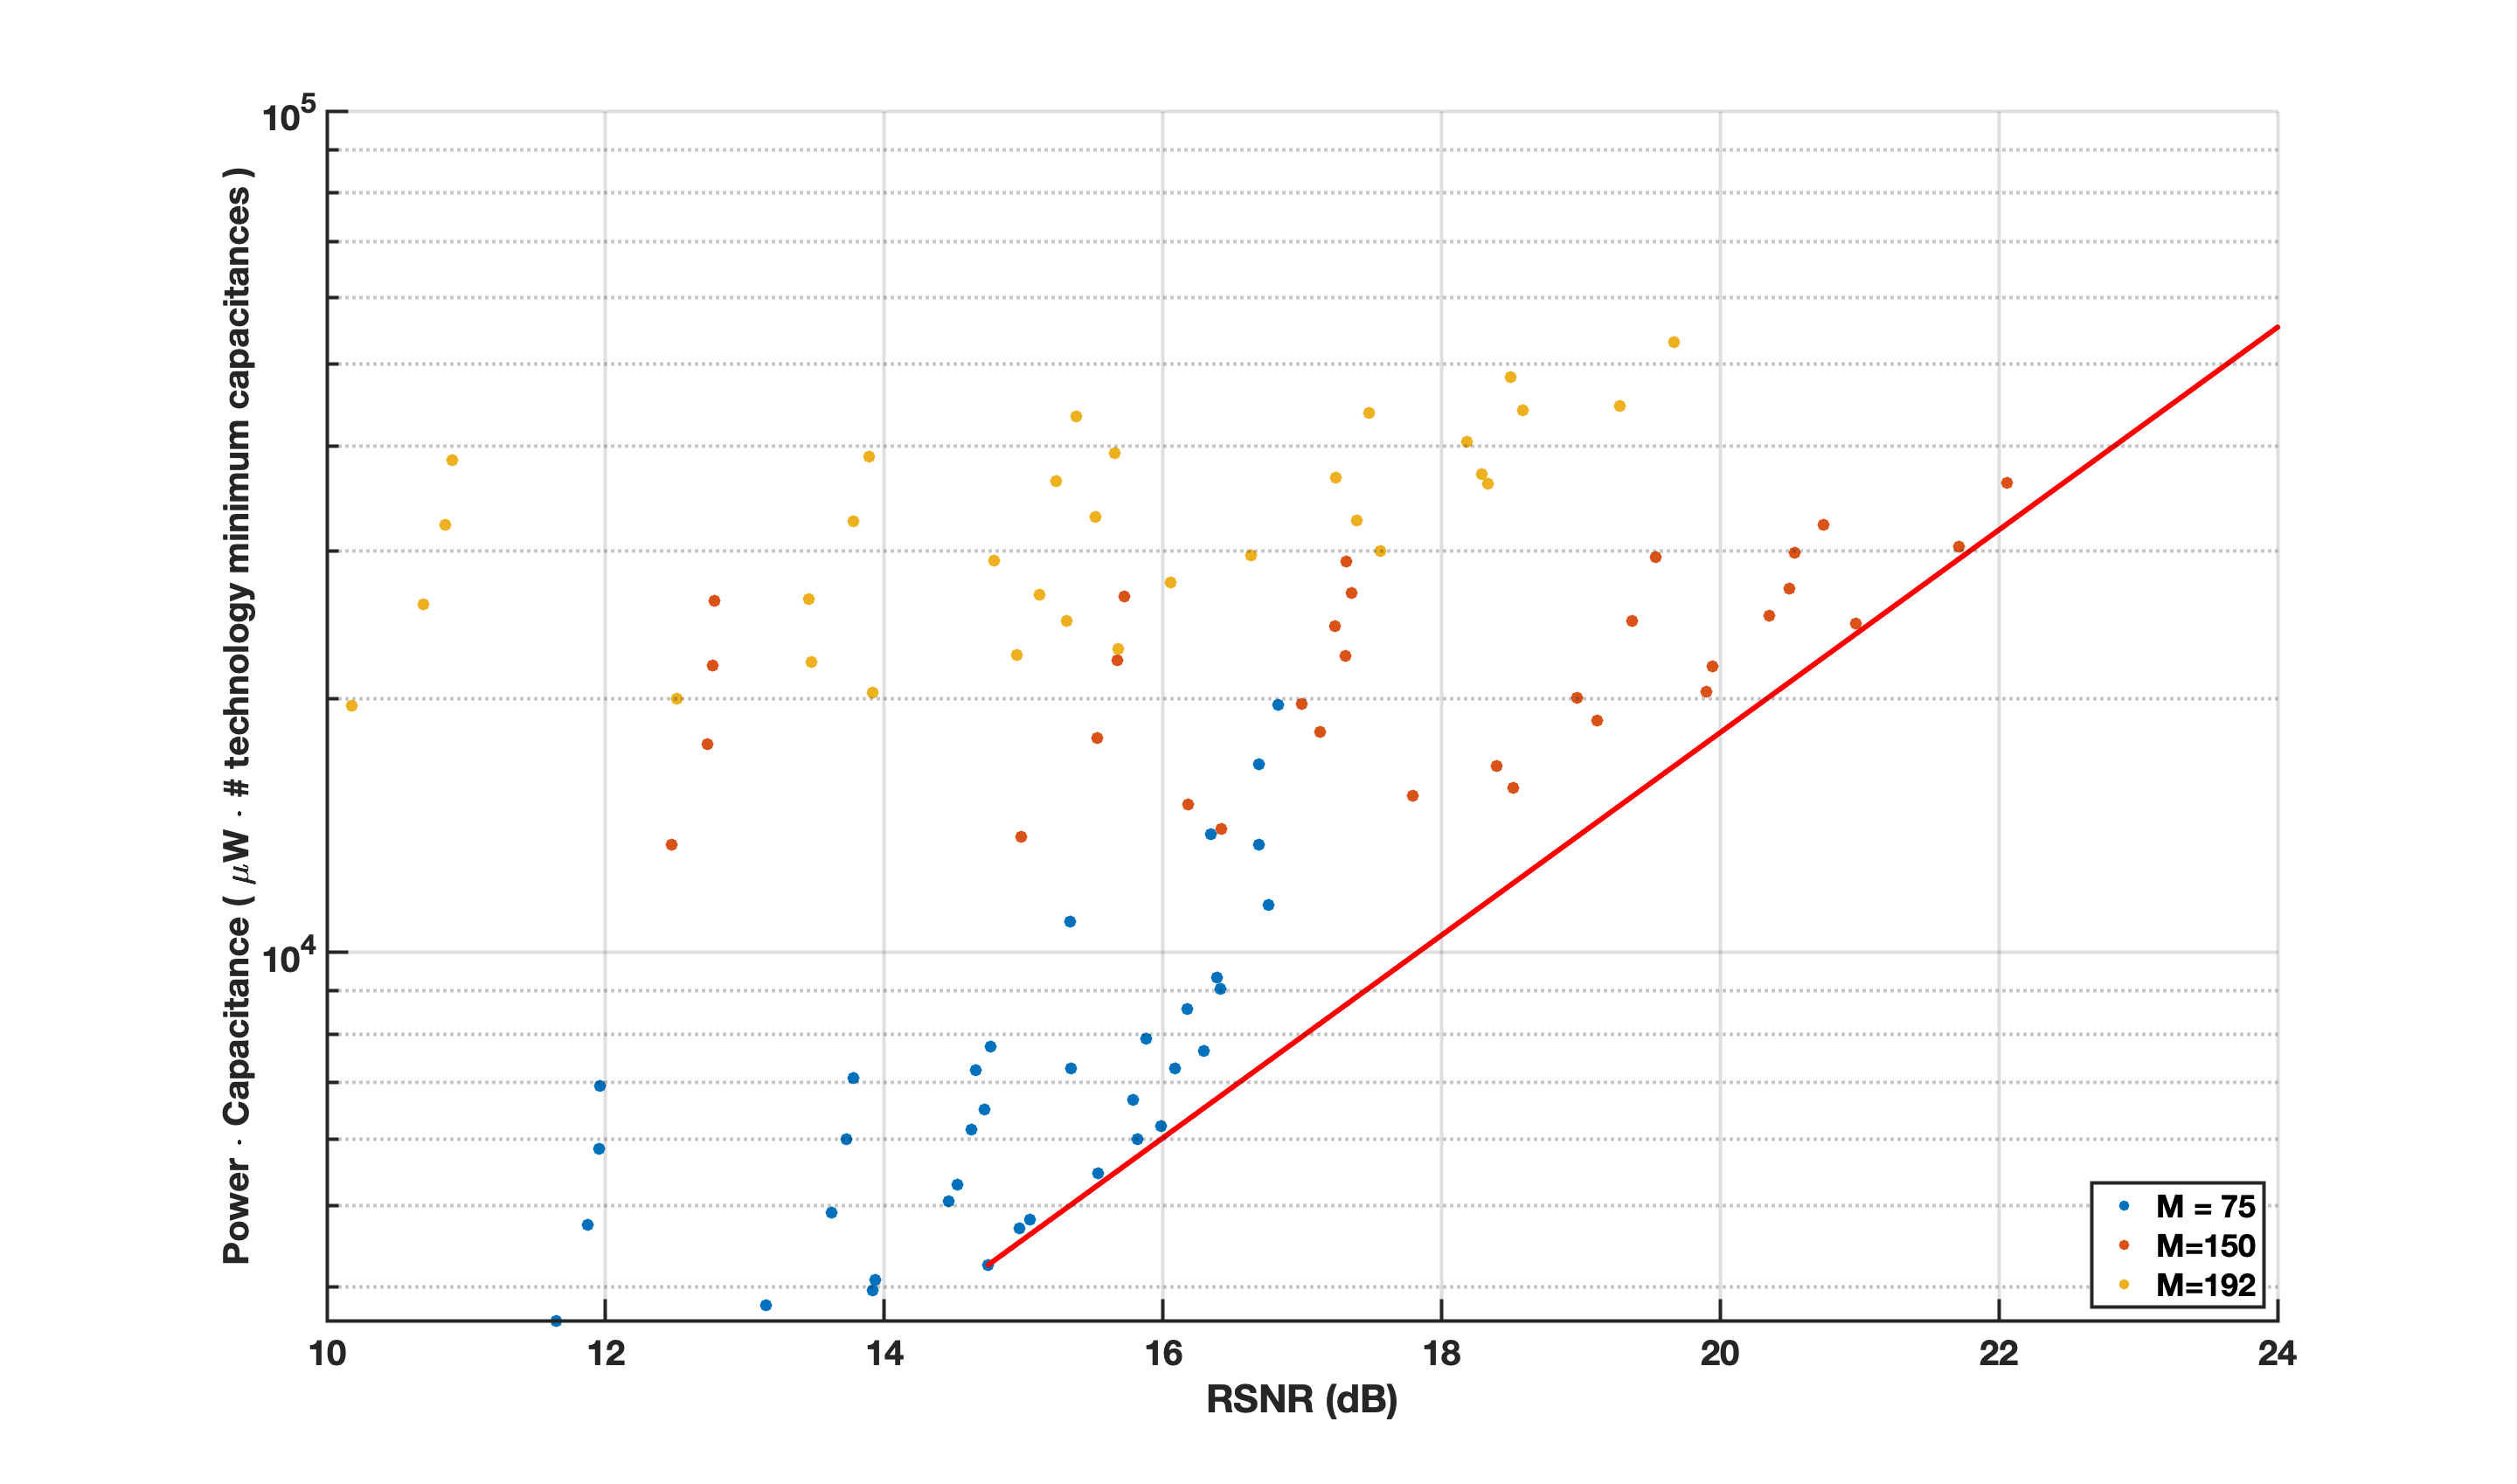 Power · Capacitance ( μW · # technology minimum capacitances )
10^5
10^4
10 12 14 16 18 20 22 24
RSNR (dB)
M = 75
M=150
M=192